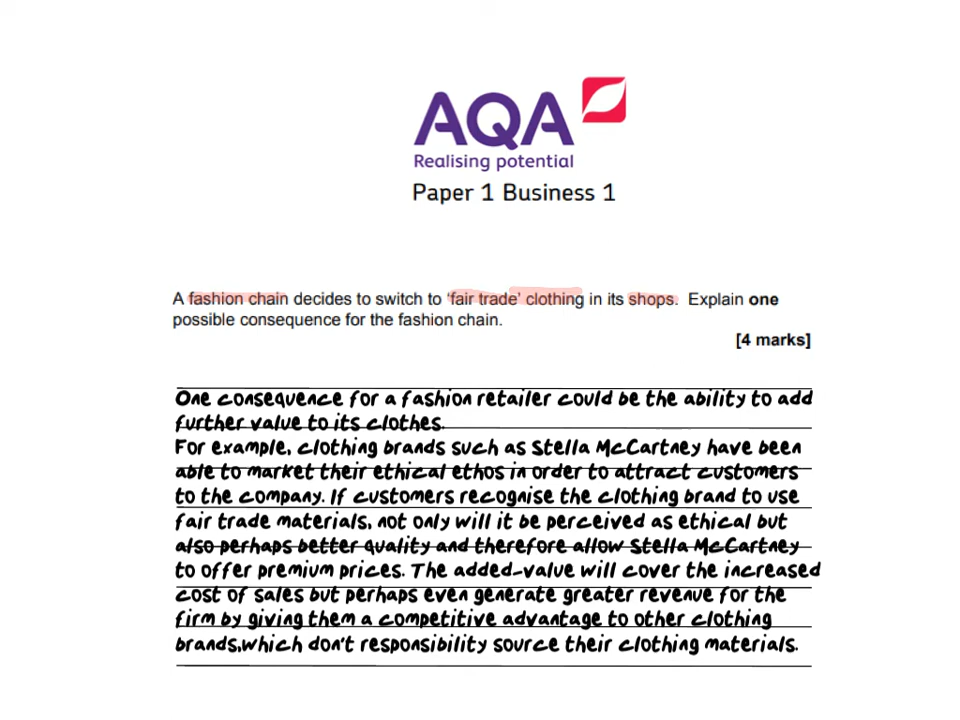 AQA
Realising potential
Paper 1 Business 1
A fashion chain decides to switch to 'fair trade' clothing in its shops. Explain one
possible consequence for the fashion chain.
[4 marks]
One consequence for a fashion retailer could be the ability to add
further value to its clothes.
For example, clothing brands such as Stella McCartney have been
able to market their ethical ethos in order to attract customers
to the company. If customers recognise the clothing brand to use
fair trade materials, not only will it be perceived as ethical but
also perhaps better quality and therefore allow Stella McCartney
to offer premium prices. The added-value will cover the increased
cost of sales but perhaps even generate greater revenue for the
firm by giving them a competitive advantage to other clothing
brands,which don't responsibility source their clothing materials.